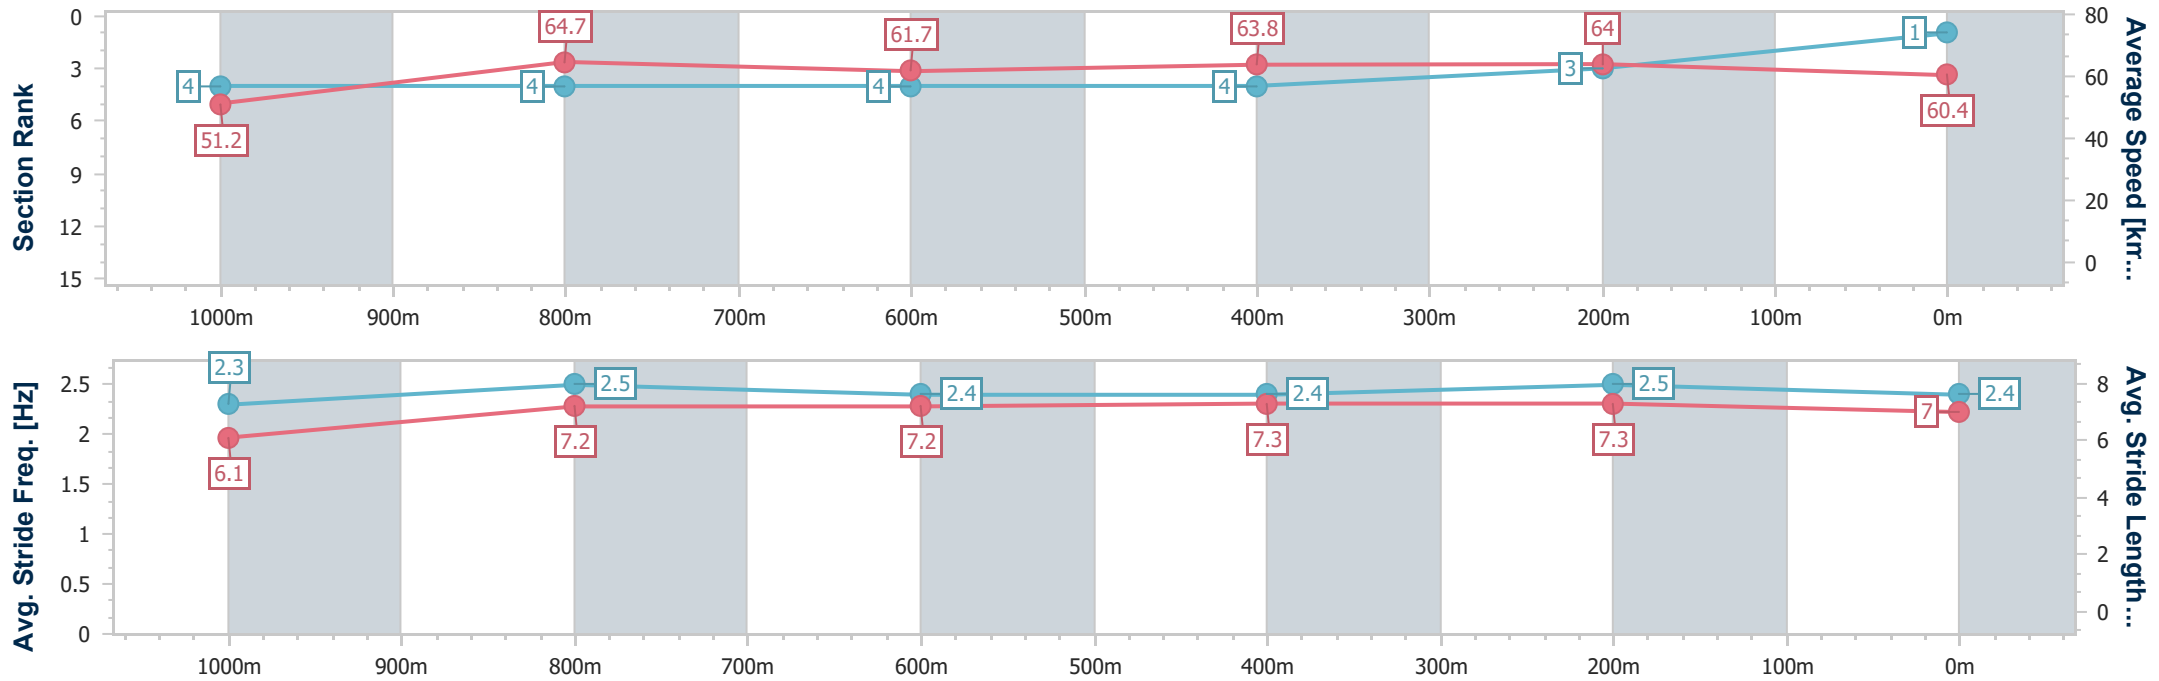 Section Rank
0
3
6
9
12
15
80
60
40
20
0
Average Speed [km...
4
4
4
4
3
1
51.2
64.7
61.7
63.8
64
60.4
1000m
900m
800m
700m
600m
500m
400m
300m
200m
100m
0m
Avg. Stride Freq. [Hz]
2.5
2
1.5
1
0.5
0
8
6
4
2
0
Avg. Stride Length...
2.3
2.5
2.4
2.4
2.5
2.4
6.1
7.2
7.2
7.3
7.3
7
1000m
900m
800m
700m
600m
500m
400m
300m
200m
100m
0m